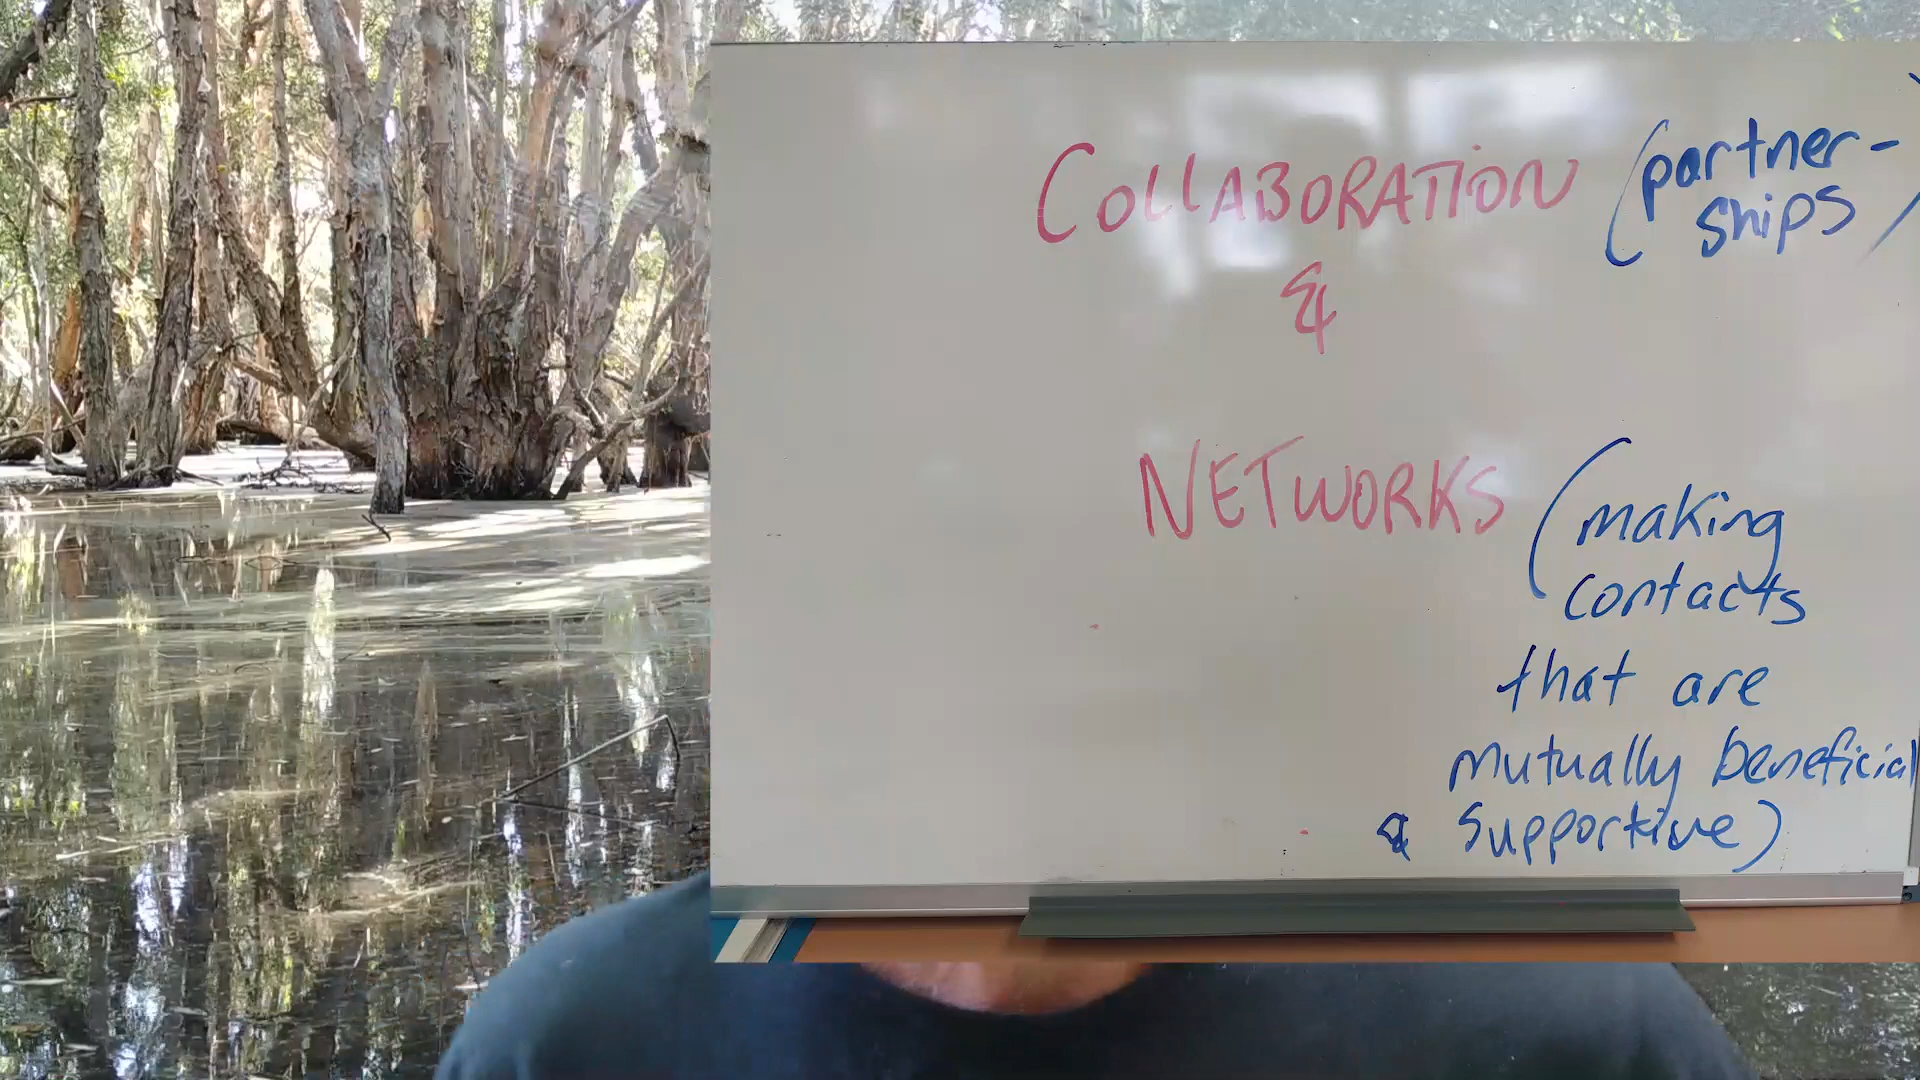 COLLABORATION (partner-
ships)
&
NETWORKS (making
contacts
that are
mutually beneficial
& supportive)